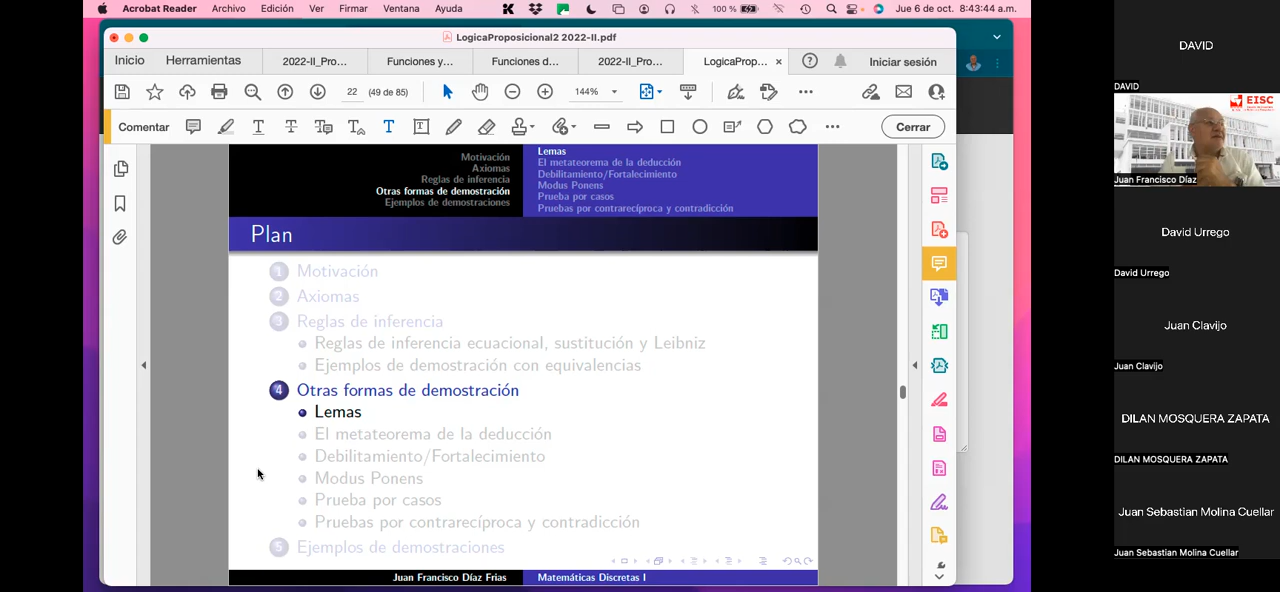 Acrobat Reader Archivo Edición Ver Firmar Ventana Ayuda 100 % Jue 6 de oct. 8:43:44 a.m.
LogicaProposicional2 2022-II.pdf
Inicio Herramientas 2022-II_Pro... Funciones y... Funciones d... 2022-II_Pro... LogicaProp... × Iniciar sesión
22 (49 de 85) 144%
Comentar Cerrar
Motivación
Axiomas
Reglas de inferencia
Otras formas de demostración
Ejemplos de demostraciones
Lemas
El metateorema de la deducción
Debilitamiento/Fortalecimiento
Modus Ponens
Prueba por casos
Pruebas por contrarecíproca y contradicción
Plan
1 Motivación
2 Axiomas
3 Reglas de inferencia
Reglas de inferencia ecuacional, sustitución y Leibniz
Ejemplos de demostración con equivalencias
4 Otras formas de demostración
Lemas
El metateorema de la deducción
Debilitamiento/Fortalecimiento
Modus Ponens
Prueba por casos
Pruebas por contrarecíproca y contradicción
5 Ejemplos de demostraciones
Juan Francisco Díaz Frias Matemáticas Discretas I
DAVID
DAVID
EISC
Juan Francisco Díaz
David Urrego
David Urrego
Juan Clavijo
Juan Clavijo
DILAN MOSQUERA ZAPATA
DILAN MOSQUERA ZAPATA
Juan Sebastian Molina Cuellar
Juan Sebastian Molina Cuellar